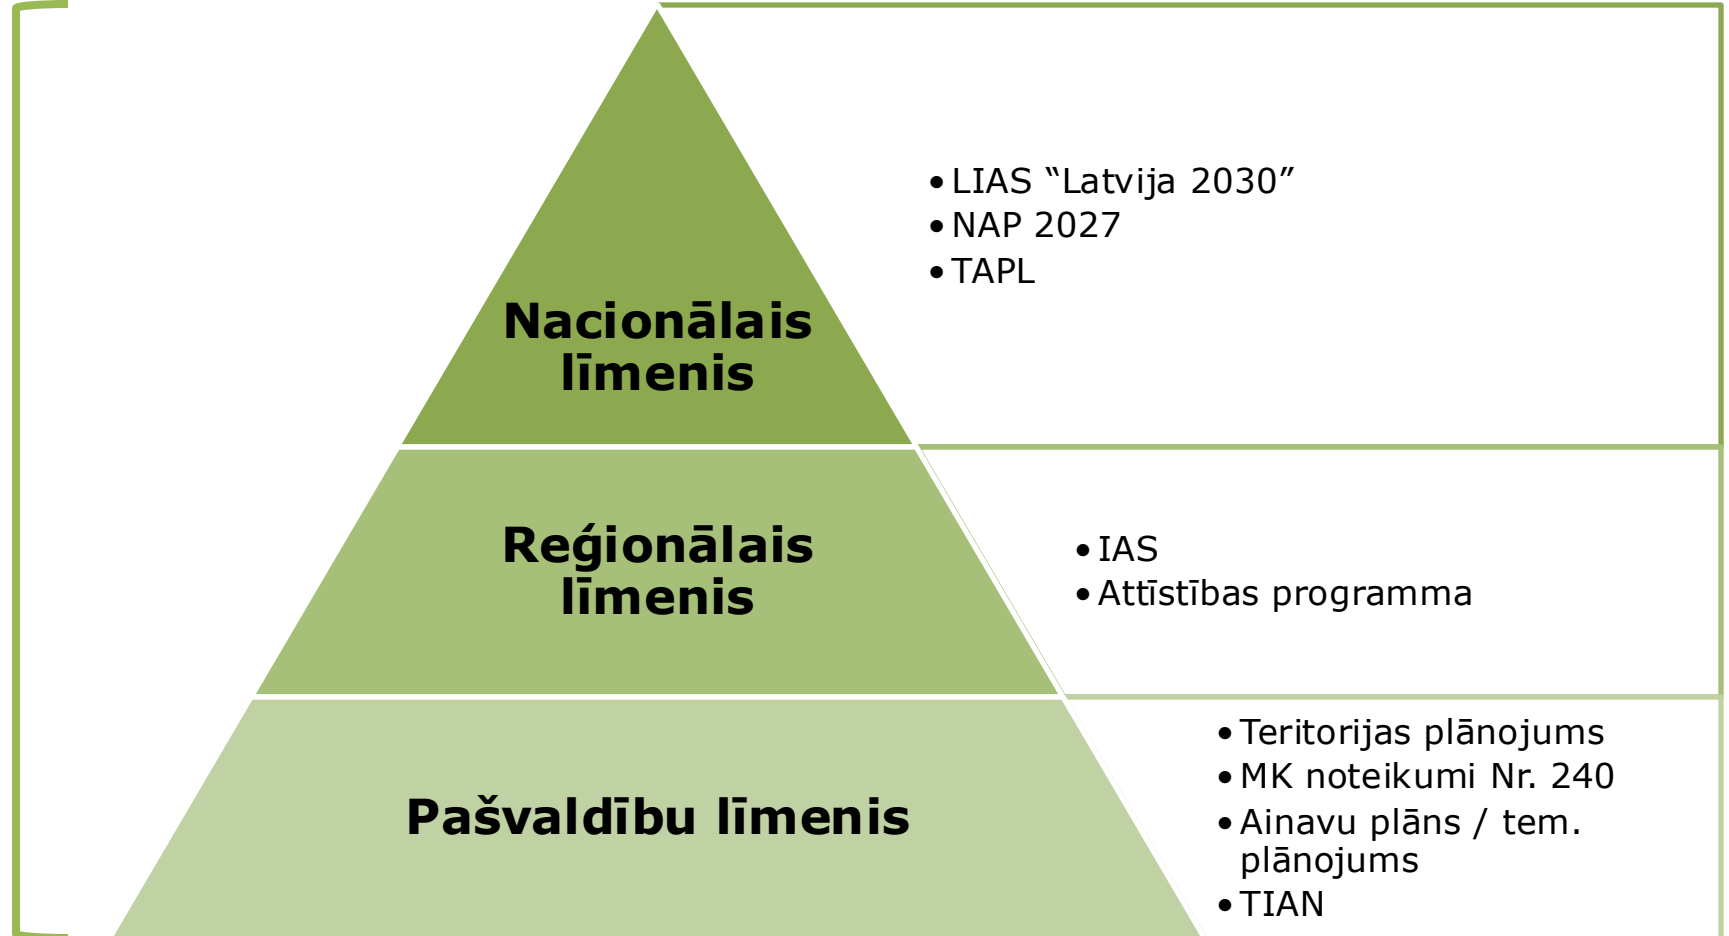 Nacionālais
līmenis
• LIAS “Latvija 2030”
• NAP 2027
• TAPL
Reģionālais
līmenis
• IAS
• Attīstības programma
Pašvaldību līmenis
• Teritorijas plānojums
• MK noteikumi Nr. 240
• Ainavu plāns / tem.
plānojums
• TIAN